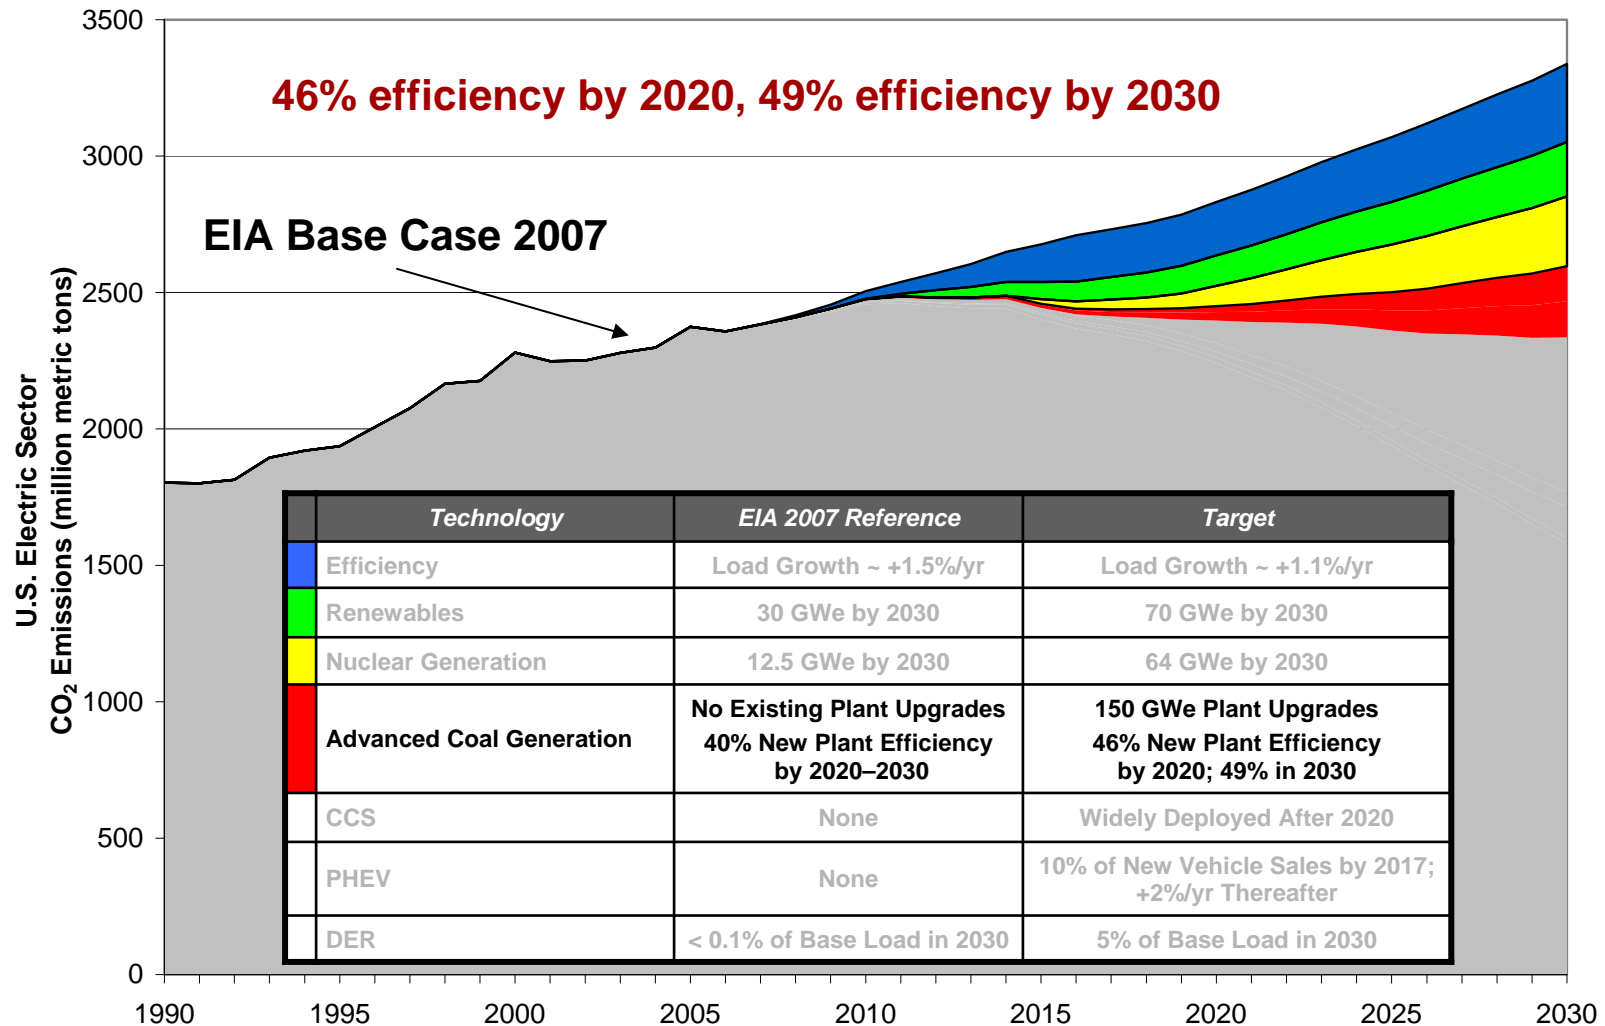 3500
46% efficiency by 2020, 49% efficiency by 2030
3000
EIA Base Case 2007
2500
2000
1500
1000
500
0
U.S. Electric Sector
CO₂ Emissions (million metric tons)
Technology EIA 2007 Reference Target
Efficiency Load Growth ~ +1.5%/yr Load Growth ~ +1.1%/yr
Renewables 30 GWe by 2030 70 GWe by 2030
Nuclear Generation 12.5 GWe by 2030 64 GWe by 2030
Advanced Coal Generation
No Existing Plant Upgrades
40% New Plant Efficiency
by 2020–2030
150 GWe Plant Upgrades
46% New Plant Efficiency
by 2020; 49% in 2030
CCS None Widely Deployed After 2020
PHEV None
10% of New Vehicle Sales by 2017;
+2%/yr Thereafter
DER < 0.1% of Base Load in 2030 5% of Base Load in 2030
1990 1995 2000 2005 2010 2015 2020 2025 2030